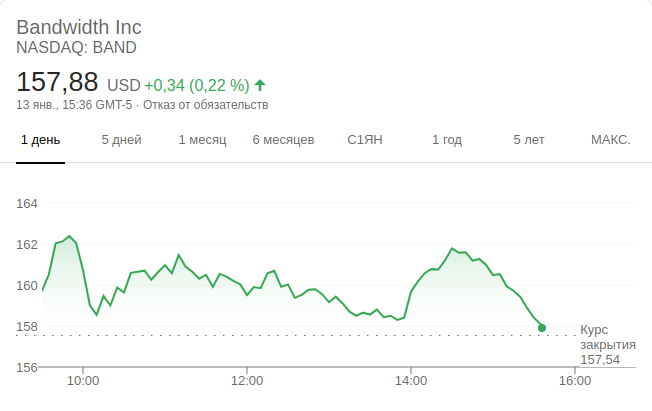 Bandwidth Inc
NASDAQ: BAND
157,88 USD +0,34 (0,22 %)
13 янв., 15:36 GMT-5 · Отказ от обязательств
1 день 5 дней 1 месяц 6 месяцев С1ЯН 1 год 5 лет МАКС.
164
162
160
158
Курс
закрытия
157,54
156
10:00 12:00 14:00 16:00